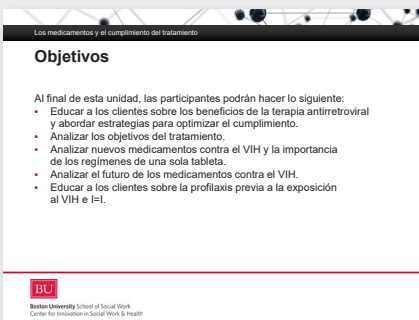 Los medicamentos y el cumplimiento del tratamiento
Objetivos
Al final de esta unidad, las participantes podrán hacer lo siguiente:
▪ Educar a los clientes sobre los beneficios de la terapia antirretroviral
y abordar estrategias para optimizar el cumplimiento.
▪ Analizar los objetivos del tratamiento.
▪ Analizar nuevos medicamentos contra el VIH y la importancia
de los regímenes de una sola tableta.
▪ Analizar el futuro de los medicamentos contra el VIH.
▪ Educar a los clientes sobre la profilaxis previa a la exposición
al VIH e I=I.
BU
Boston University School of Social Work
Center for Innovation in Social Work & Health